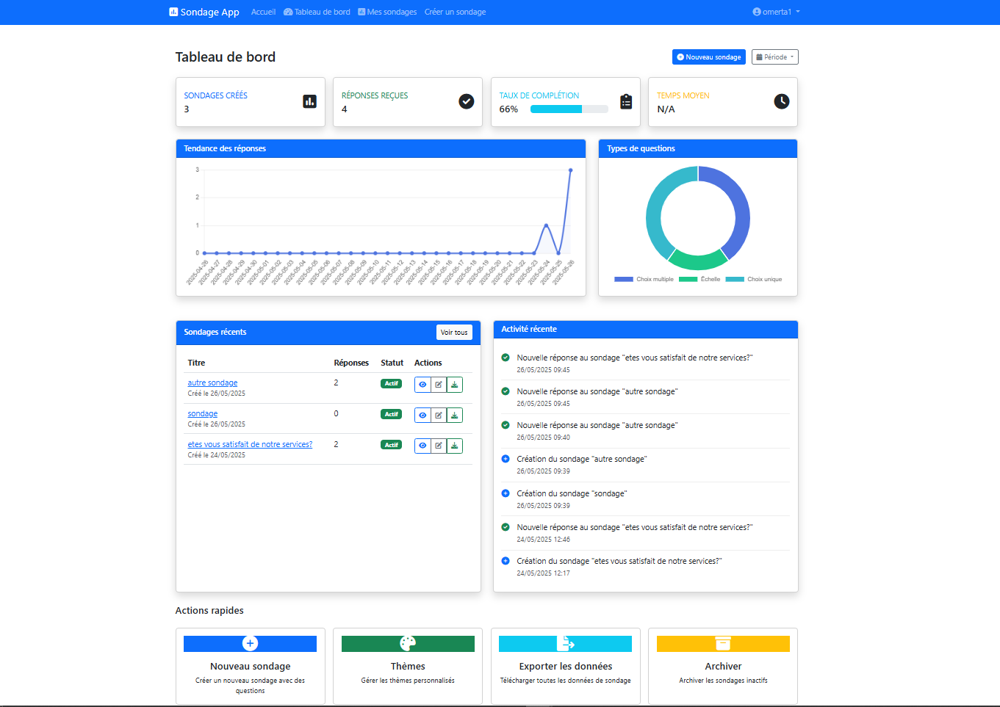 Sondage App Accueil Tableau de bord Mes sondages Créer un sondage omerta1
Tableau de bord
Nouveau sondage Période
SONDAGES CRÉÉS
3
RÉPONSES REÇUES
4
TAUX DE COMPLÉTION
66%
TEMPS MOYEN
N/A
Tendance des réponses
3
2
1
0
2025-04-26 2025-04-27 2025-04-28 2025-04-29 2025-04-30 2025-05-01 2025-05-02 2025-05-03 2025-05-04 2025-05-05 2025-05-06 2025-05-07 2025-05-08 2025-05-09 2025-05-10 2025-05-11 2025-05-12 2025-05-13 2025-05-14 2025-05-15 2025-05-16 2025-05-17 2025-05-18 2025-05-19 2025-05-20 2025-05-21 2025-05-22 2025-05-23 2025-05-24 2025-05-25 2025-05-26
Types de questions
Choix multiple Échelle Choix unique
Sondages récents Voir tous
Titre Réponses Statut Actions
autre sondage 2 Actif
Créé le 26/05/2025
sondage 0 Actif
Créé le 26/05/2025
etes vous satisfait de notre services? 2 Actif
Créé le 24/05/2025
Activité récente
Nouvelle réponse au sondage "etes vous satisfait de notre services?"
26/05/2025 09:45
Nouvelle réponse au sondage "autre sondage"
26/05/2025 09:45
Nouvelle réponse au sondage "autre sondage"
26/05/2025 09:40
Création du sondage "autre sondage"
26/05/2025 09:39
Création du sondage "sondage"
26/05/2025 09:39
Nouvelle réponse au sondage "etes vous satisfait de notre services?"
24/05/2025 12:46
Création du sondage "etes vous satisfait de notre services?"
24/05/2025 12:17
Actions rapides
Nouveau sondage
Créer un nouveau sondage avec des
questions
Thèmes
Gérer les thèmes personnalisés
Exporter les données
Télécharger toutes les données de sondage
Archiver
Archiver les sondages inactifs